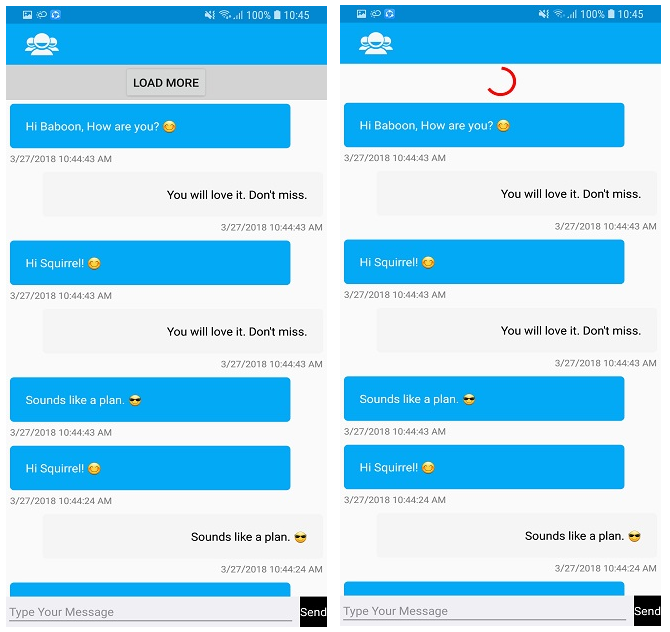 100% 10:45
LOAD MORE
Hi Baboon, How are you? 😊
3/27/2018 10:44:43 AM
You will love it. Don't miss.
3/27/2018 10:44:43 AM
Hi Squirrel! 😊
3/27/2018 10:44:43 AM
You will love it. Don't miss.
3/27/2018 10:44:43 AM
Sounds like a plan. 😎
3/27/2018 10:44:43 AM
Hi Squirrel! 😊
3/27/2018 10:44:24 AM
Sounds like a plan. 😎
3/27/2018 10:44:24 AM
Type Your Message
Send
100% 10:45
Hi Baboon, How are you? 😊
3/27/2018 10:44:43 AM
You will love it. Don't miss.
3/27/2018 10:44:43 AM
Hi Squirrel! 😊
3/27/2018 10:44:43 AM
You will love it. Don't miss.
3/27/2018 10:44:43 AM
Sounds like a plan. 😎
3/27/2018 10:44:43 AM
Hi Squirrel! 😊
3/27/2018 10:44:24 AM
Sounds like a plan. 😎
3/27/2018 10:44:24 AM
Type Your Message
Send